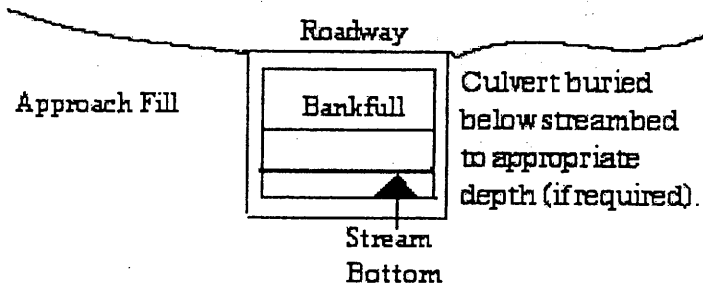 Roadway
Approach Fill
Bankfull
Culvert buried
below streambed
to appropriate
depth (if required).
Stream
Bottom